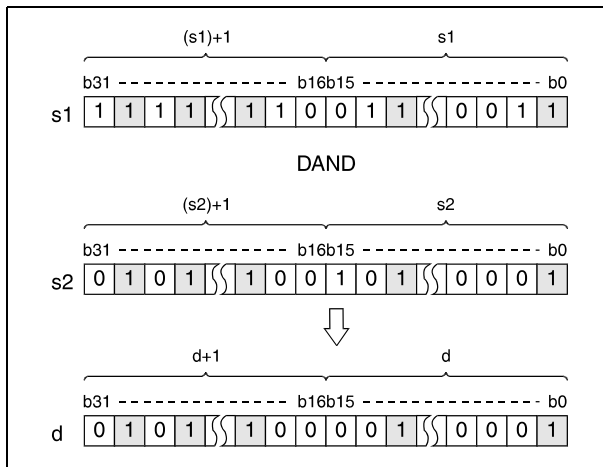 (s1)+1 s1
b31 b16b15 b0
s1 1 1 1 1 1 1 0 0 1 1 0 0 1 1
DAND
(s2)+1 s2
b31 b16b15 b0
s2 0 1 0 1 1 0 0 1 0 1 0 0 0 1
d+1 d
b31 b16b15 b0
d 0 1 0 1 1 0 0 0 0 1 0 0 0 1